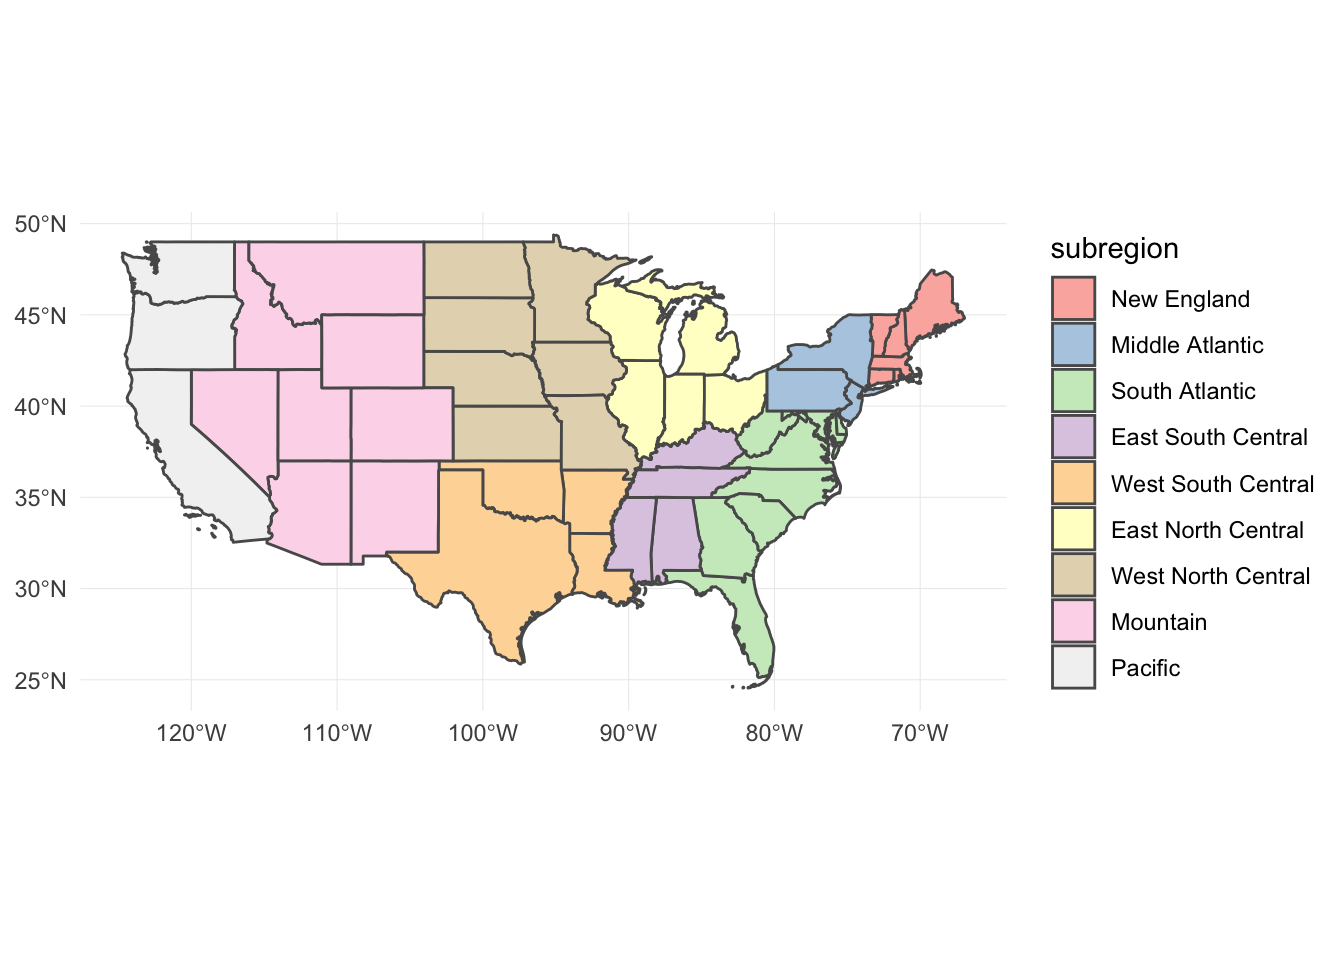 50°N
45°N
40°N
35°N
30°N
25°N
120°W 110°W 100°W 90°W 80°W 70°W
subregion
New England
Middle Atlantic
South Atlantic
East South Central
West South Central
East North Central
West North Central
Mountain
Pacific